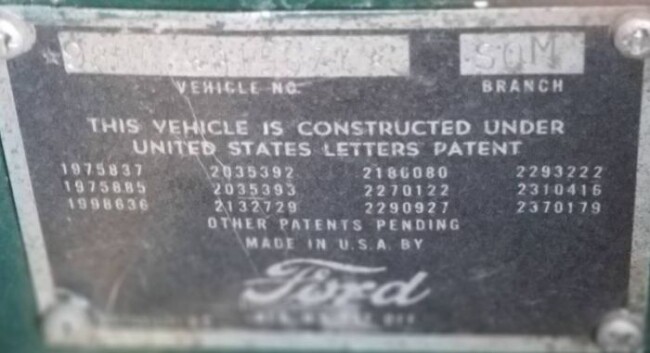 SOM
VEHICLE NO. BRANCH
THIS VEHICLE IS CONSTRUCTED UNDER
UNITED STATES LETTERS PATENT
1975837 2035392 2186080 2293222
1975885 2035393 2270122 2310416
1998636 2132729 2290927 2370179
OTHER PATENTS PENDING
MADE IN U.S.A. BY
Ford